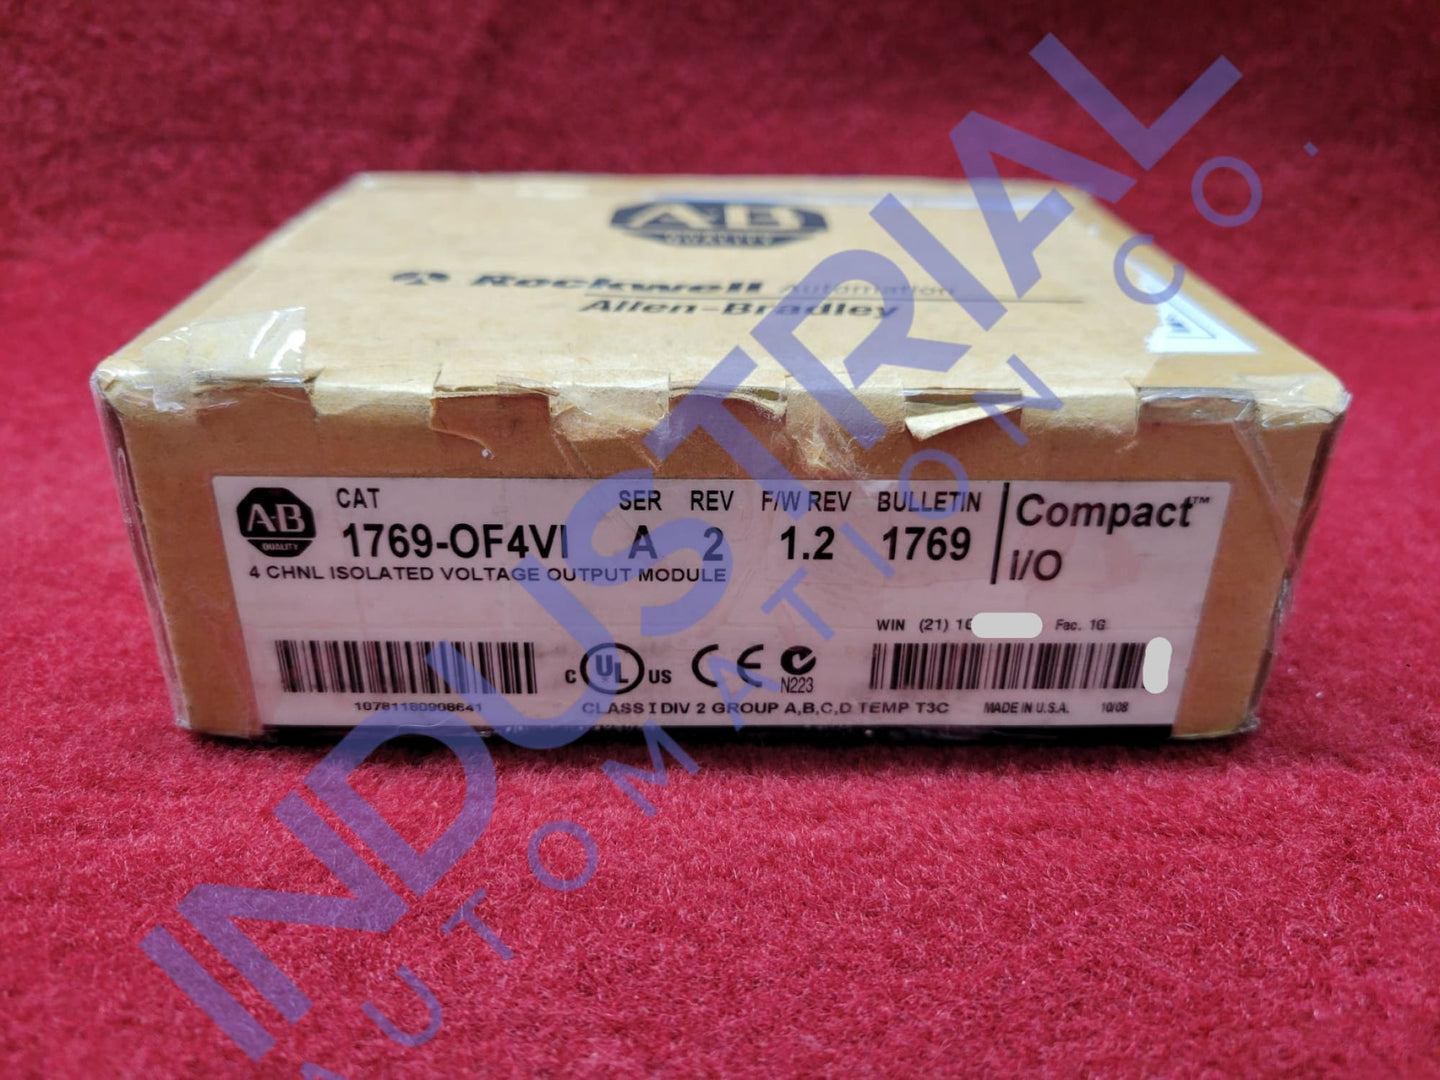 A-B
QUALITY
Rockwell Automation
Allen-Bradley
A-B
QUALITY
CAT SER REV F/W REV BULLETIN
1769-OF4VI A 2 1.2 1769
4 CHNL ISOLATED VOLTAGE OUTPUT MODULE
Compact™
I/O
WIN (21) 1 Fac. 1G
C UL US CE N223
10781180908641
CLASS I DIV 2 GROUP A,B,C,D TEMP T3C MADE IN U.S.A. 10/08
INDUSTRIAL
AUTOMATION CO.